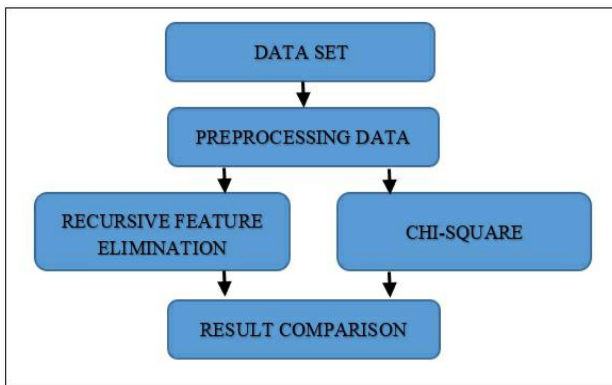 DATA SET
PREPROCESSING DATA
RECURSIVE FEATURE
ELIMINATION
CHI-SQUARE
RESULT COMPARISON